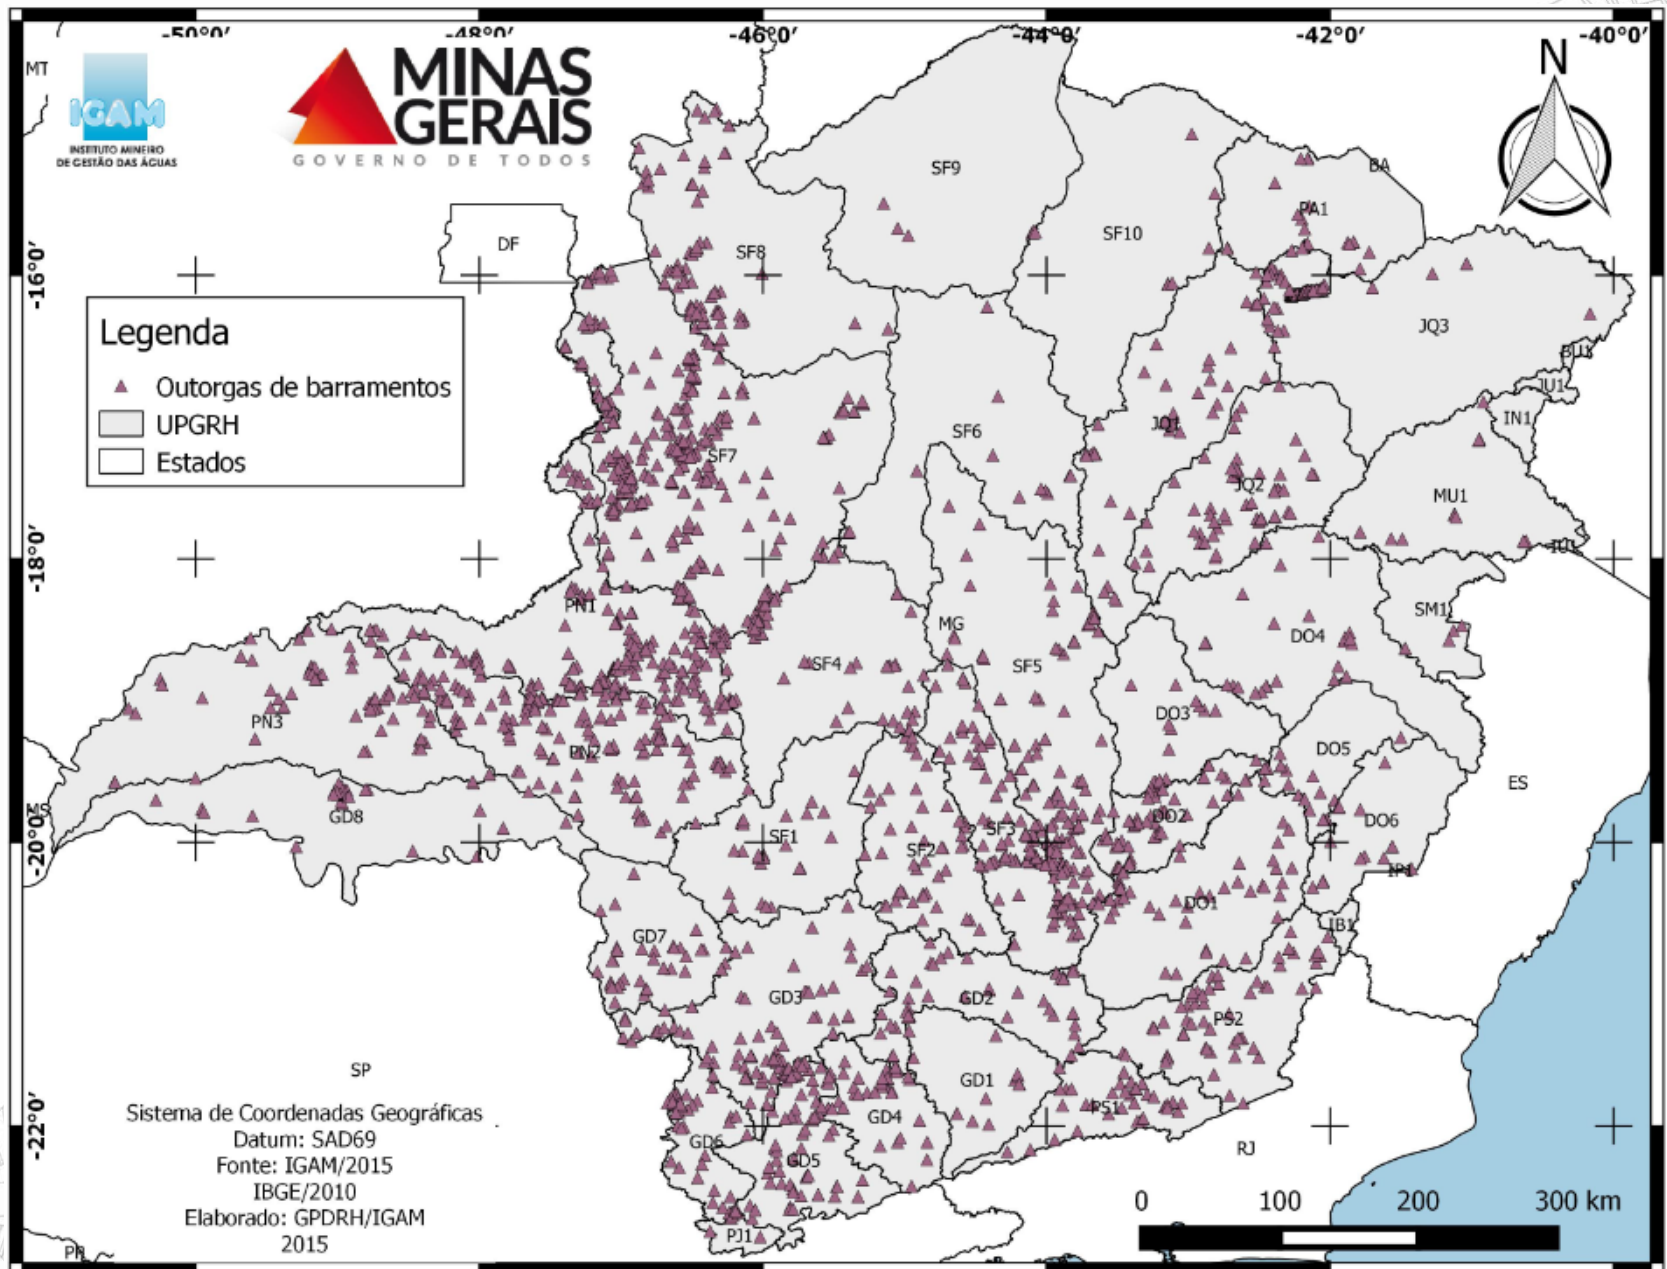 -50°0′ -48°0′ -46°0′ -44°0′ -42°0′ -40°0′
MT
IGAM
INSTITUTO MINEIRO
DE GESTÃO DAS ÁGUAS
MINAS
GERAIS
GOVERNO DE TODOS
N
SF9
BA
PA1
DF
SF8
SF10
-16°0′
Legenda
Outorgas de barramentos
UPGRH
Estados
JQ3
BU1
JU1
IN1
SF6
JQ1
SF7
JQ2
MU1
-18°0′
PN1
MG
SM1
DO4
SF4
SF5
PN3
DO3
PN2
DO5
ES
MS
GD8
DO2
DO6
-20°0′
SF1
SF3
SF2
IP1
DO1
IB1
GD7
GD3
GD2
PS2
SP
GD1
PS1
GD4
-22°0′
GD6
GD5
RJ
PJ1
PR
Sistema de Coordenadas Geográficas
Datum: SAD69
Fonte: IGAM/2015
IBGE/2010
Elaborado: GPDRH/IGAM
2015
0 100 200 300 km